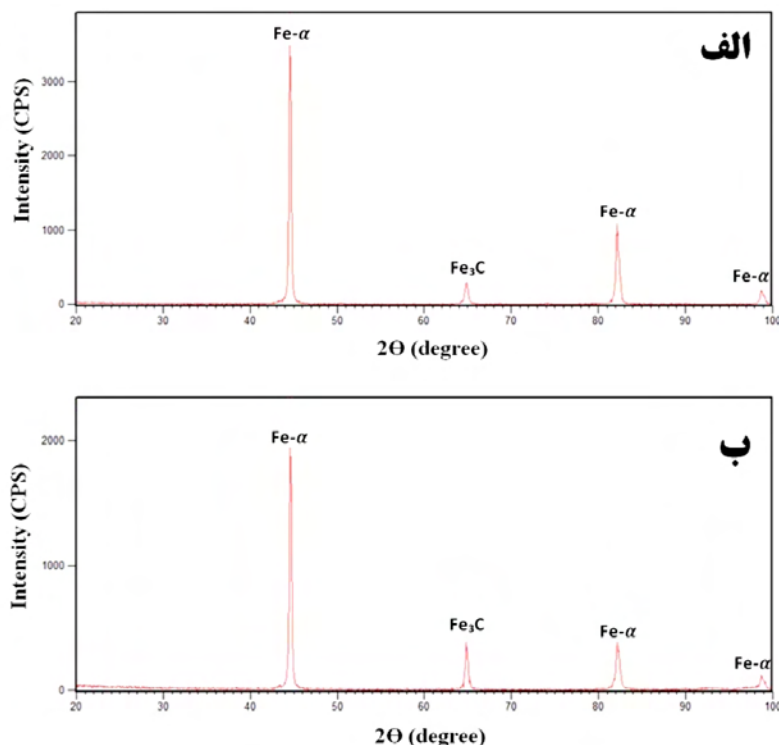 الف
Fe-α
3000
Fe-α
2000
Intensity (CPS)
1000
Fe₃C
Fe-α
0
20 30 40 50 60 70 80 90 100
2Θ (degree)
ب
2000
Fe-α
Intensity (CPS)
1000
Fe₃C
Fe-α
Fe-α
0
20 30 40 50 60 70 80 90 100
2Θ (degree)